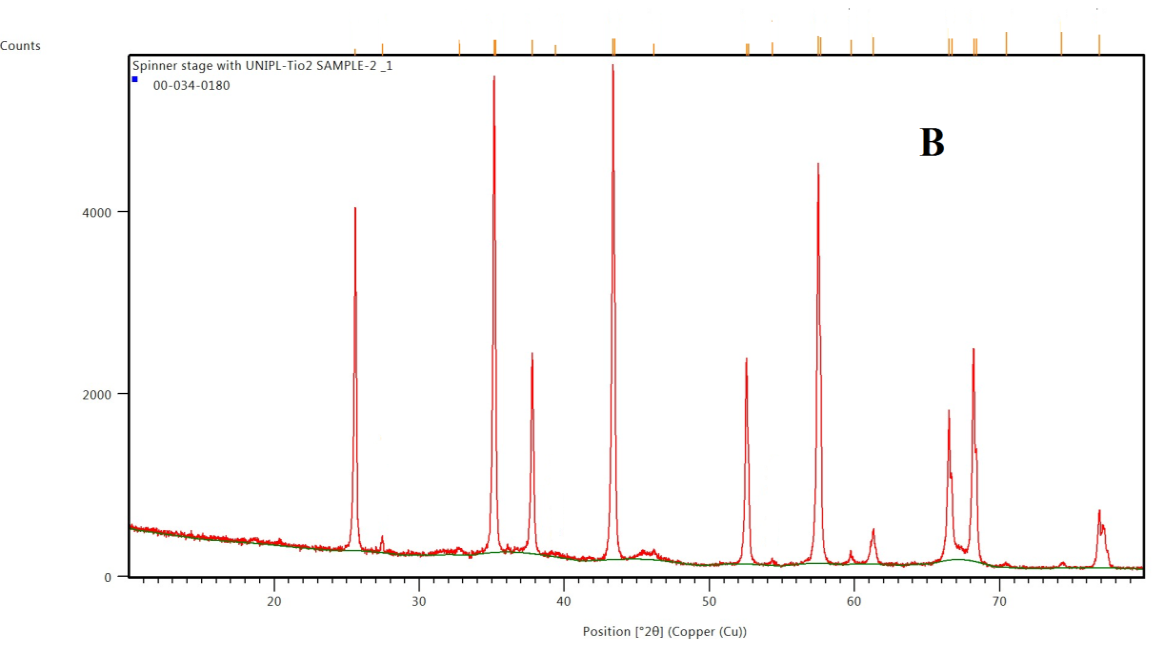 Counts
Spinner stage with UNIPL-Tio2 SAMPLE-2 _1
00-034-0180
B
4000
2000
0
20 30 40 50 60 70
Position [°2θ] (Copper (Cu))